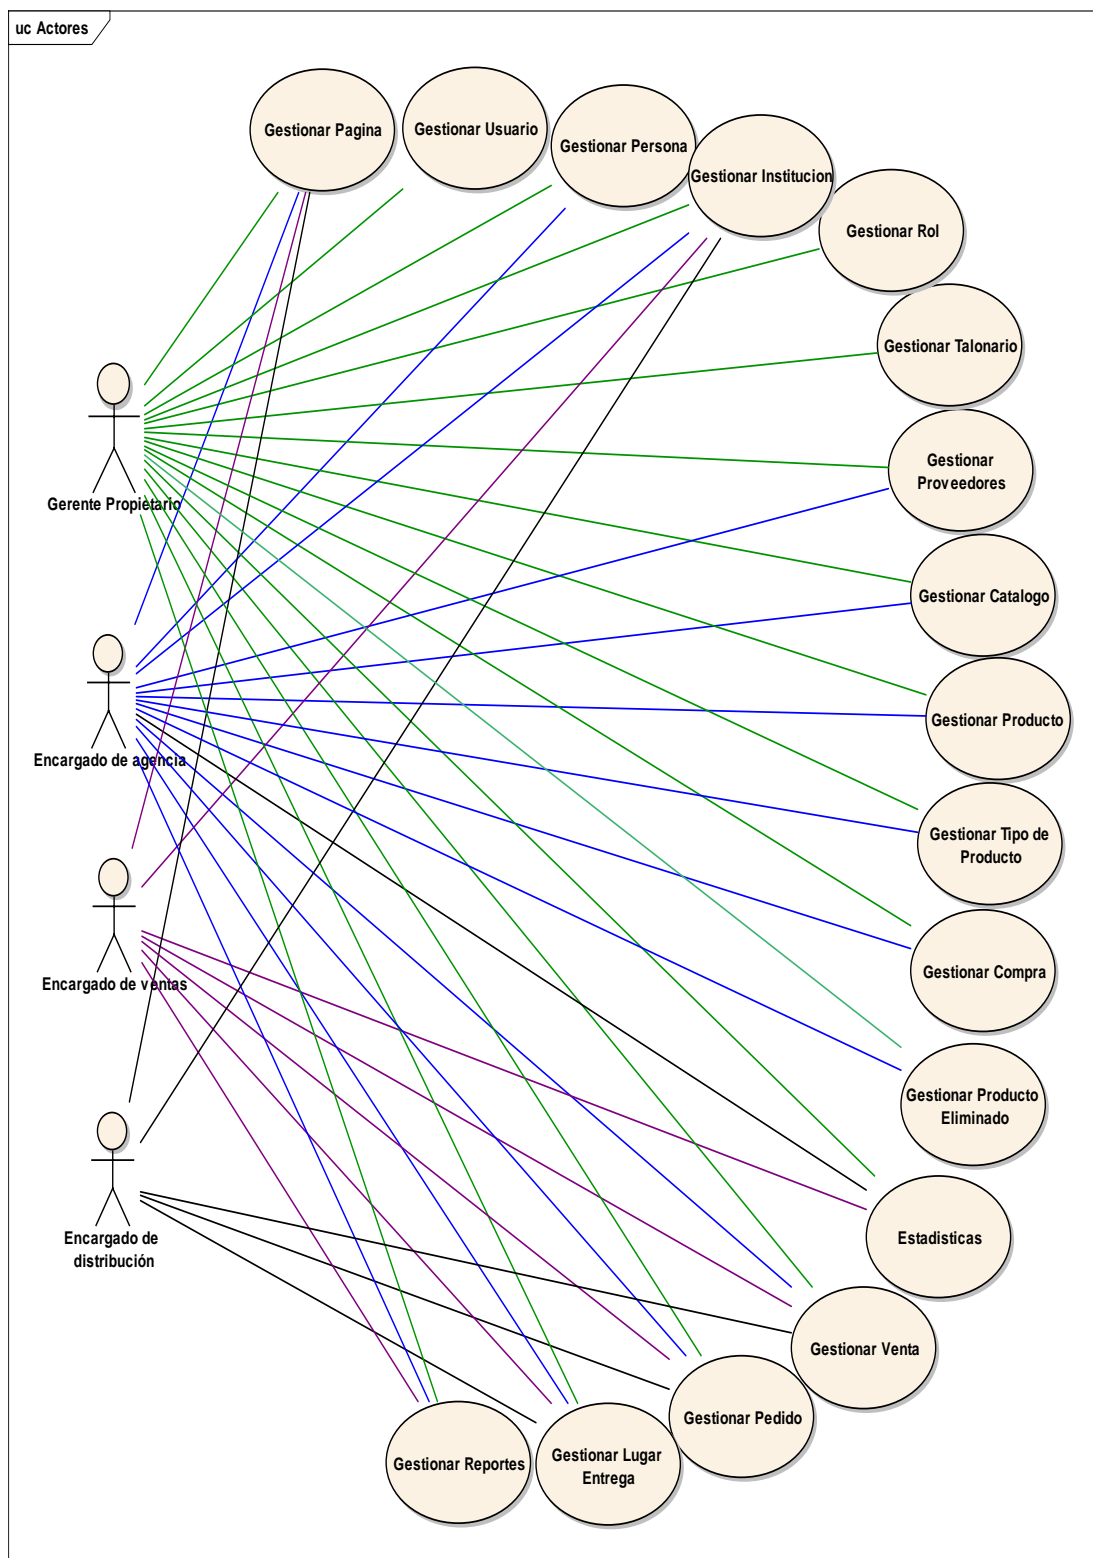 uc Actores
Gestionar Pagina
Gestionar Usuario
Gestionar Persona
Gestionar Institucion
Gestionar Rol
Gestionar Talonario
Gestionar
Proveedores
Gestionar Catalogo
Gestionar Producto
Gestionar Tipo de
Producto
Gestionar Compra
Gestionar Producto
Eliminado
Estadisticas
Gestionar Venta
Gestionar Pedido
Gestionar Lugar
Entrega
Gestionar Reportes
Gerente Propietario
Encargado de agencia
Encargado de ventas
Encargado de
distribución